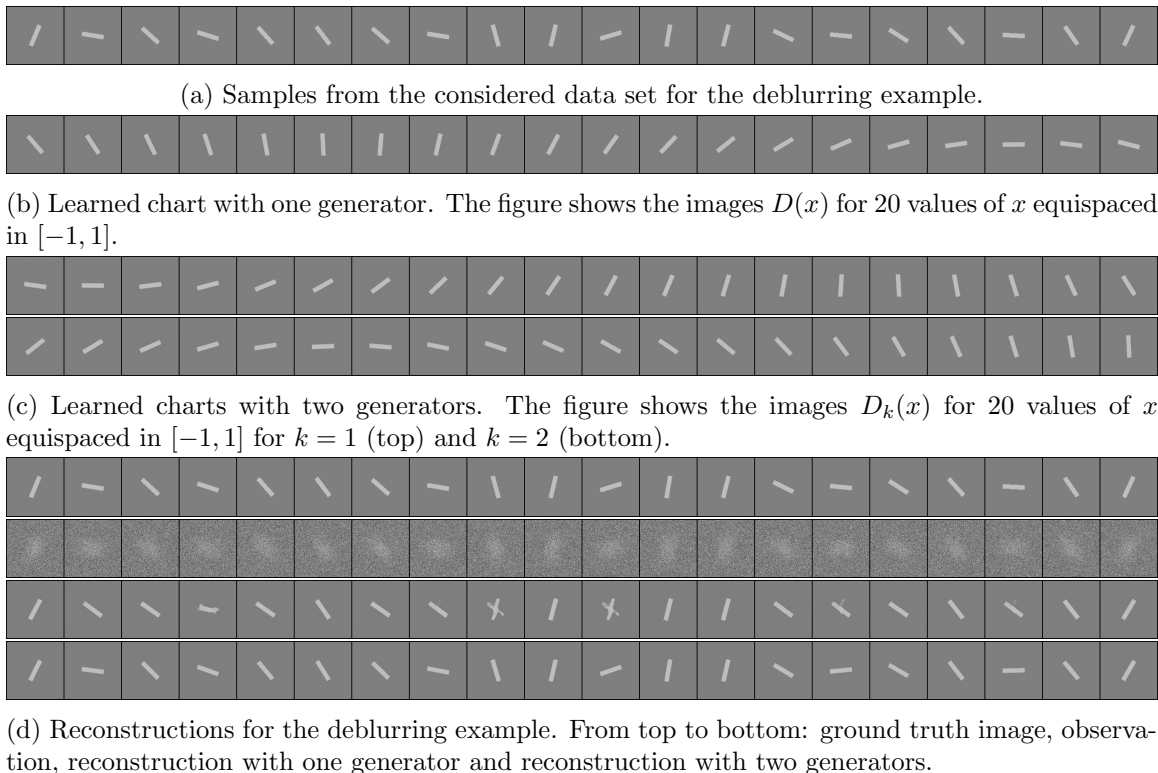 (a) Samples from the considered data set for the deblurring example.
(b) Learned chart with one generator. The figure shows the images D(x) for 20 values of x equispaced
in [−1, 1].
(c) Learned charts with two generators. The figure shows the images Dₖ(x) for 20 values of x
equispaced in [−1, 1] for k = 1 (top) and k = 2 (bottom).
(d) Reconstructions for the deblurring example. From top to bottom: ground truth image, observa-
tion, reconstruction with one generator and reconstruction with two generators.